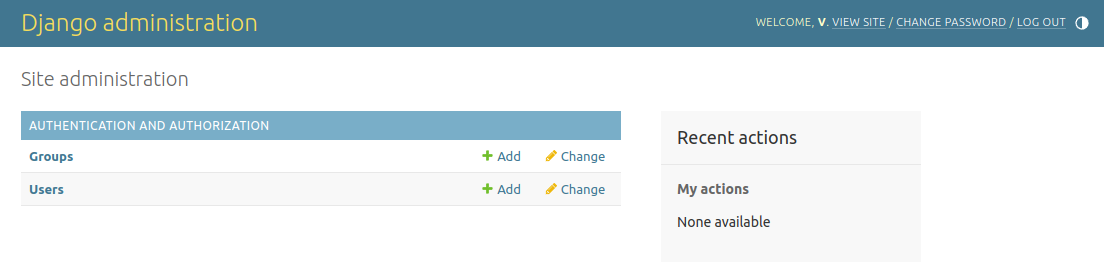 Django administration
WELCOME, V. VIEW SITE / CHANGE PASSWORD / LOG OUT
Site administration
AUTHENTICATION AND AUTHORIZATION
Groups Add Change
Users Add Change
Recent actions
My actions
None available